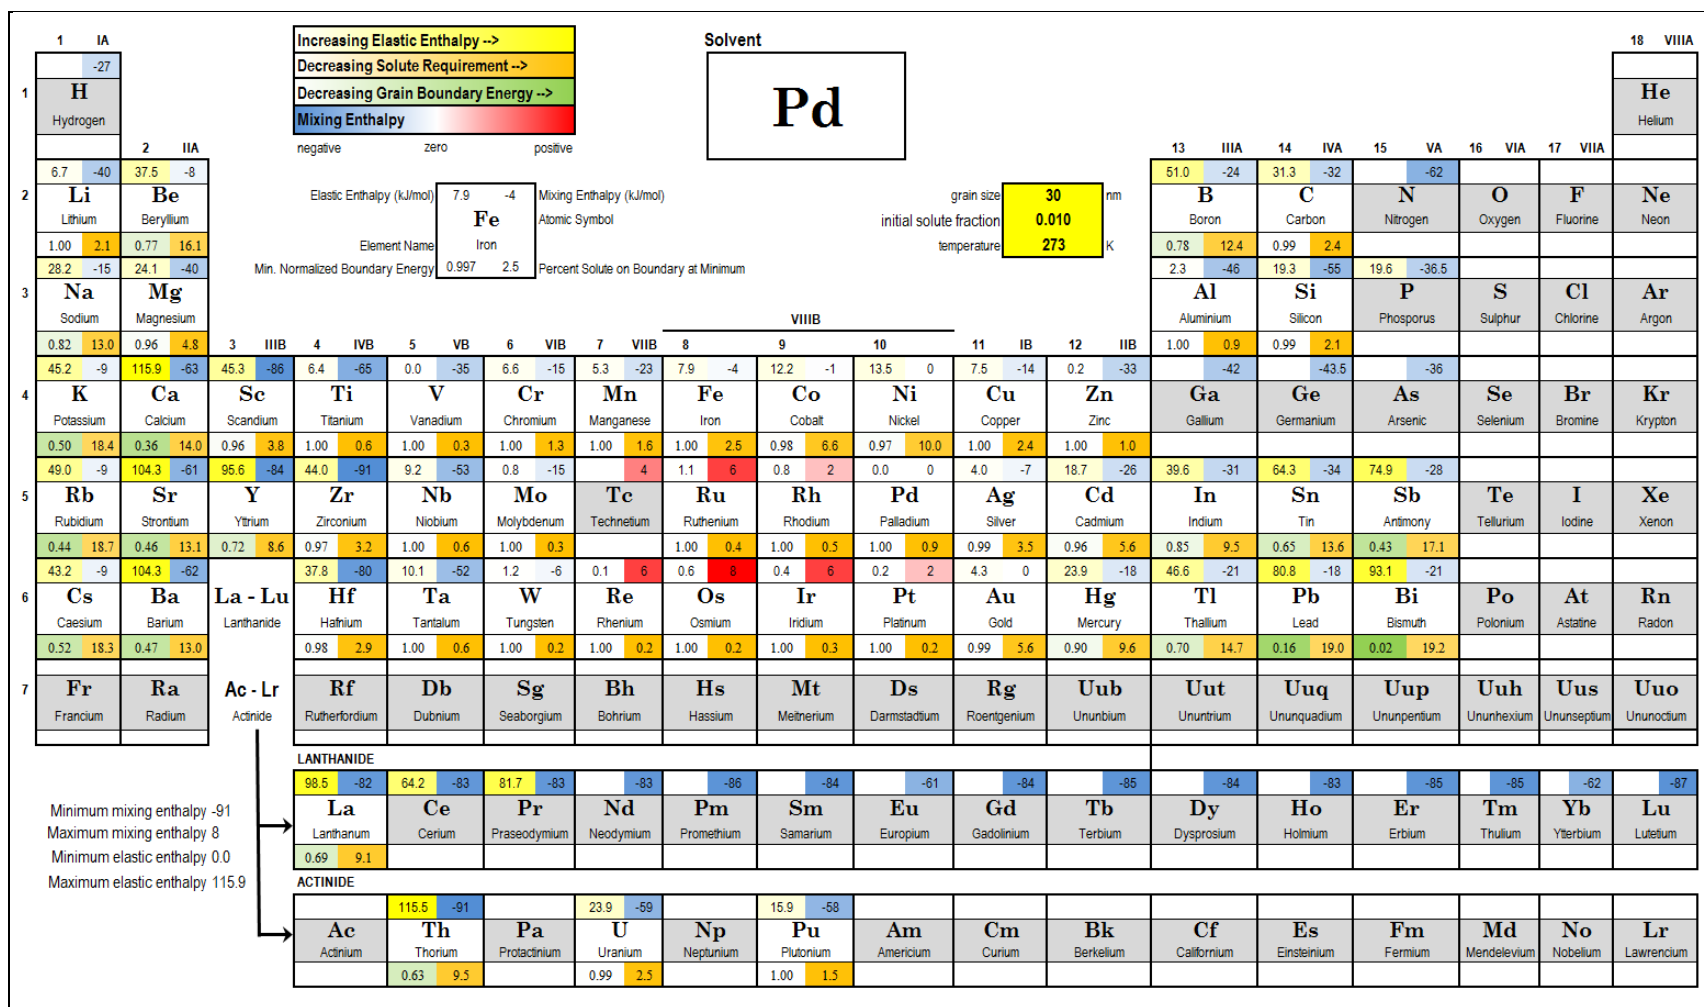 1 IA
Increasing Elastic Enthalpy -->
Solvent
18 VIIIA
-27
Decreasing Solute Requirement -->
1 H Decreasing Grain Boundary Energy --> Pd He
Hydrogen Mixing Enthalpy Helium
2 IIA negative zero positive 13 IIIA 14 IVA 15 VA 16 VIA 17 VIIA
6.7 -40 37.5 -8 51.0 -24 31.3 -32 -62
Elastic Enthalpy (kJ/mol) 7.9 -4 Mixing Enthalpy (kJ/mol) grain size 30 nm
2 Li Be B C N O F Ne
Fe Atomic Symbol initial solute fraction 0.010
Lithium Beryllium Boron Carbon Nitrogen Oxygen Fluorine Neon
Element Name Iron temperature 273 K
1.00 2.1 0.77 16.1 0.78 12.4 0.99 2.4
Min. Normalized Boundary Energy 0.997 2.5 Percent Solute on Boundary at Minimum
28.2 -15 24.1 -40 2.3 -46 19.3 -55 19.6 -36.5
3 Na Mg Al Si P S Cl Ar
Sodium Magnesium Aluminium Silicon Phosporus Sulphur Chlorine Argon
VIIIB
0.82 13.0 0.96 4.8 3 IIIB 4 IVB 5 VB 6 VIB 7 VIIB 8 9 10 11 IB 12 IIB 1.00 0.9 0.99 2.1
45.2 -9 115.9 -63 45.3 -86 6.4 -65 0.0 -35 6.6 -15 5.3 -23 7.9 -4 12.2 -1 13.5 0 7.5 -14 0.2 -33 -42 -43.5 -36
4 K Ca Sc Ti V Cr Mn Fe Co Ni Cu Zn Ga Ge As Se Br Kr
Potassium Calcium Scandium Titanium Vanadium Chromium Manganese Iron Cobalt Nickel Copper Zinc Gallium Germanium Arsenic Selenium Bromine Krypton
0.50 18.4 0.36 14.0 0.96 3.8 1.00 0.6 1.00 0.3 1.00 1.3 1.00 1.6 1.00 2.5 0.98 6.6 0.97 10.0 1.00 2.4 1.00 1.0
49.0 -9 104.3 -61 95.6 -84 44.0 -91 9.2 -53 0.8 -15 4 1.1 6 0.8 2 0.0 0 4.0 -7 18.7 -26 39.6 -31 64.3 -34 74.9 -28
5 Rb Sr Y Zr Nb Mo Tc Ru Rh Pd Ag Cd In Sn Sb Te I Xe
Rubidium Strontium Yttrium Zirconium Niobium Molybdenum Technetium Ruthenium Rhodium Palladium Silver Cadmium Indium Tin Antimony Tellurium Iodine Xenon
0.44 18.7 0.46 13.1 0.72 8.6 0.97 3.2 1.00 0.6 1.00 0.3 1.00 0.4 1.00 0.5 1.00 0.9 0.99 3.5 0.96 5.6 0.85 9.5 0.65 13.6 0.43 17.1
43.2 -9 104.3 -62 37.8 -80 10.1 -52 1.2 -6 0.1 6 0.6 8 0.4 6 0.2 2 4.3 0 23.9 -18 46.6 -21 80.8 -18 93.1 -21
6 Cs Ba La - Lu Hf Ta W Re Os Ir Pt Au Hg Tl Pb Bi Po At Rn
Caesium Barium Lanthanide Hafnium Tantalum Tungsten Rhenium Osmium Iridium Platinum Gold Mercury Thallium Lead Bismuth Polonium Astatine Radon
0.52 18.3 0.47 13.0 0.98 2.9 1.00 0.6 1.00 0.2 1.00 0.2 1.00 0.2 1.00 0.3 1.00 0.2 0.99 5.6 0.90 9.6 0.70 14.7 0.16 19.0 0.02 19.2
7 Fr Ra Ac - Lr Rf Db Sg Bh Hs Mt Ds Rg Uub Uut Uuq Uup Uuh Uus Uuo
Francium Radium Actinide Rutherfordium Dubnium Seaborgium Bohrium Hassium Meitnerium Darmstadtium Roentgenium Ununbium Ununtrium Ununquadium Ununpentium Ununhexium Ununseptium Ununoctium
LANTHANIDE
98.5 -82 64.2 -83 81.7 -83 -83 -86 -84 -61 -84 -85 -84 -83 -85 -85 -62 -87
La Ce Pr Nd Pm Sm Eu Gd Tb Dy Ho Er Tm Yb Lu
Minimum mixing enthalpy -91
Lanthanum Cerium Praseodymium Neodymium Promethium Samarium Europium Gadolinium Terbium Dysprosium Holmium Erbium Thulium Ytterbium Lutetium
Maximum mixing enthalpy 8
0.69 9.1
Minimum elastic enthalpy 0.0
Maximum elastic enthalpy 115.9
ACTINIDE
115.5 -91 23.9 -59 15.9 -58
Ac Th Pa U Np Pu Am Cm Bk Cf Es Fm Md No Lr
Actinium Thorium Protactinium Uranium Neptunium Plutonium Americium Curium Berkelium Californium Einsteinium Fermium Mendelevium Nobelium Lawrencium
0.63 9.5 0.99 2.5 1.00 1.5